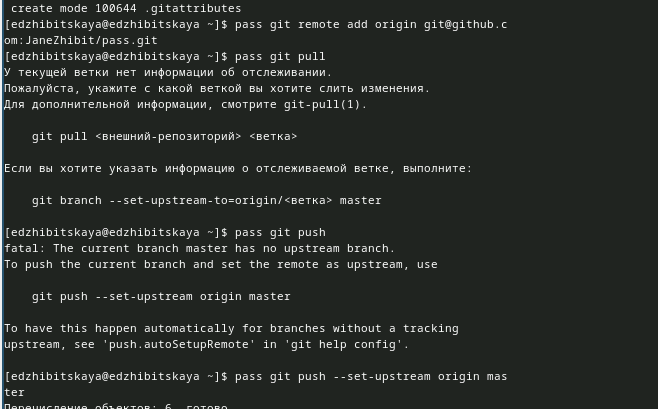 create mode 100644 .gitattributes
[edzhibitskaya@edzhibitskaya ~]$ pass git remote add origin git@github.c
om:JaneZhibit/pass.git
[edzhibitskaya@edzhibitskaya ~]$ pass git pull
У текущей ветки нет информации об отслеживании.
Пожалуйста, укажите с какой веткой вы хотите слить изменения.
Для дополнительной информации, смотрите git-pull(1).
git pull <внешний-репозиторий> <ветка>
Если вы хотите указать информацию о отслеживаемой ветке, выполните:
git branch --set-upstream-to=origin/<ветка> master
[edzhibitskaya@edzhibitskaya ~]$ pass git push
fatal: The current branch master has no upstream branch.
To push the current branch and set the remote as upstream, use
git push --set-upstream origin master
To have this happen automatically for branches without a tracking
upstream, see 'push.autoSetupRemote' in 'git help config'.
[edzhibitskaya@edzhibitskaya ~]$ pass git push --set-upstream origin mas
ter
Перечисление объектов: 6, готово